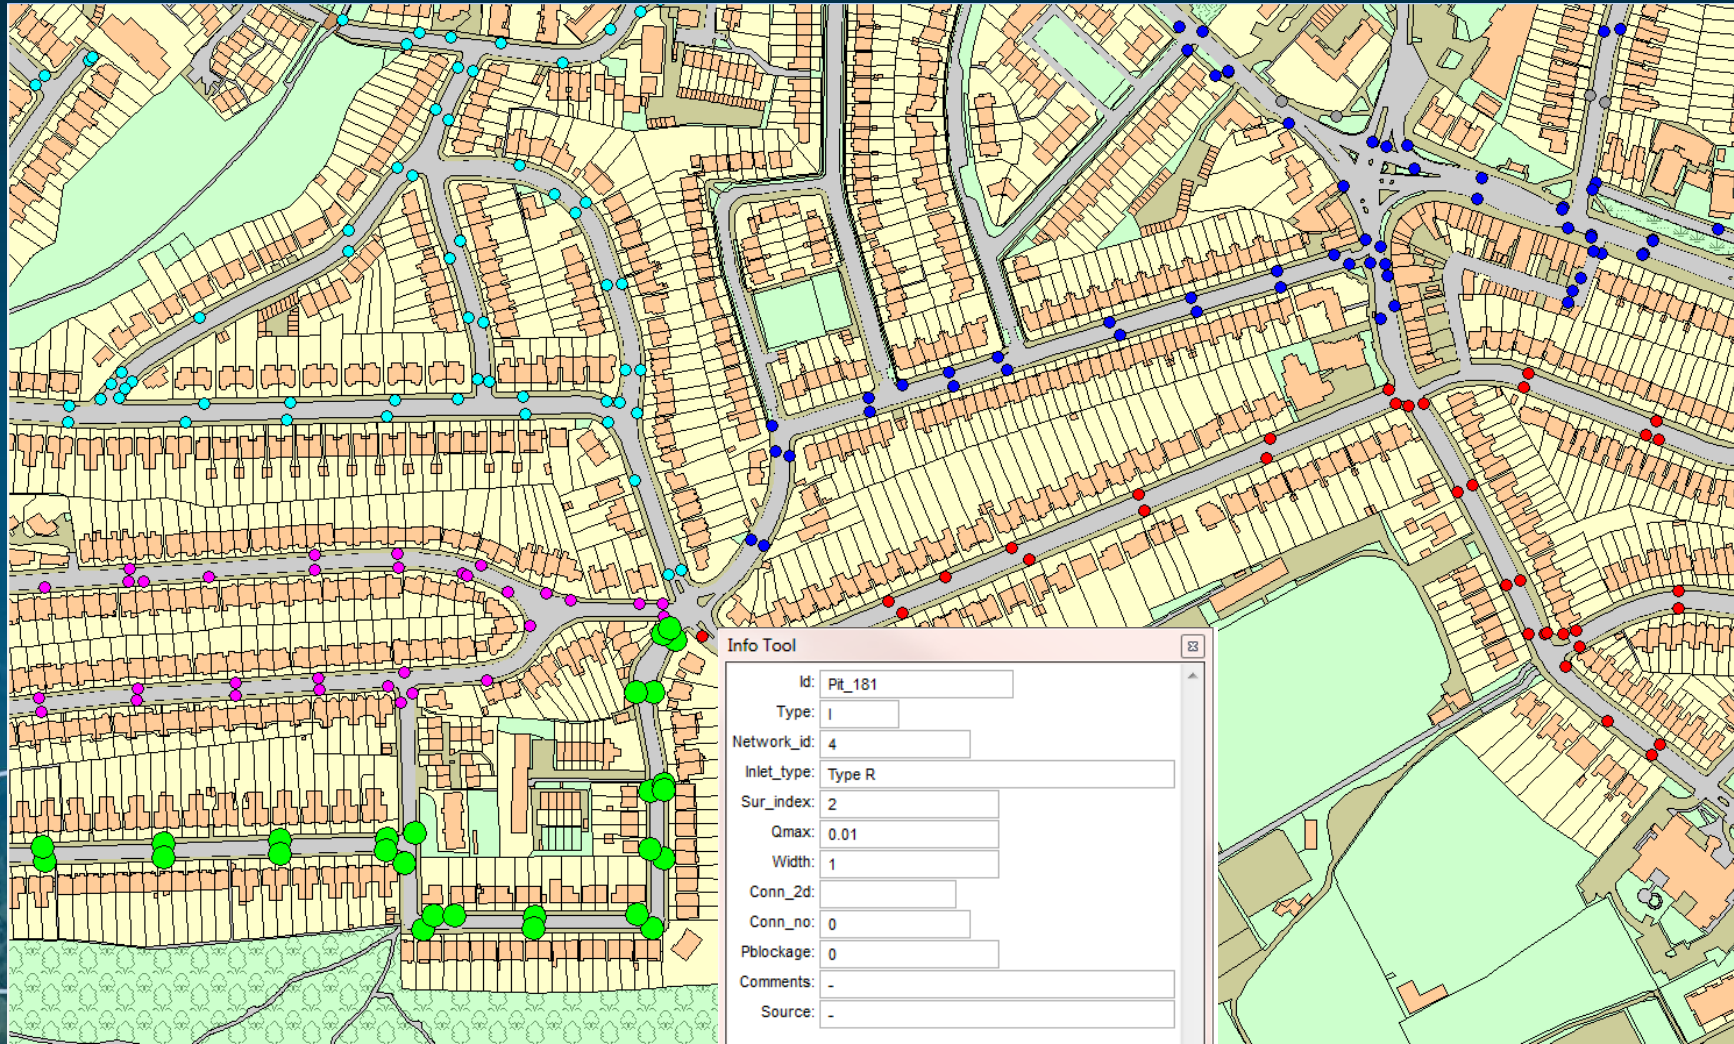 Info Tool
Id: Pit_181
Type: I
Network_id: 4
Inlet_type: Type R
Sur_index: 2
Qmax: 0.01
Width: 1
Conn_2d:
Conn_no: 0
Pblockage: 0
Comments: -
Source: -